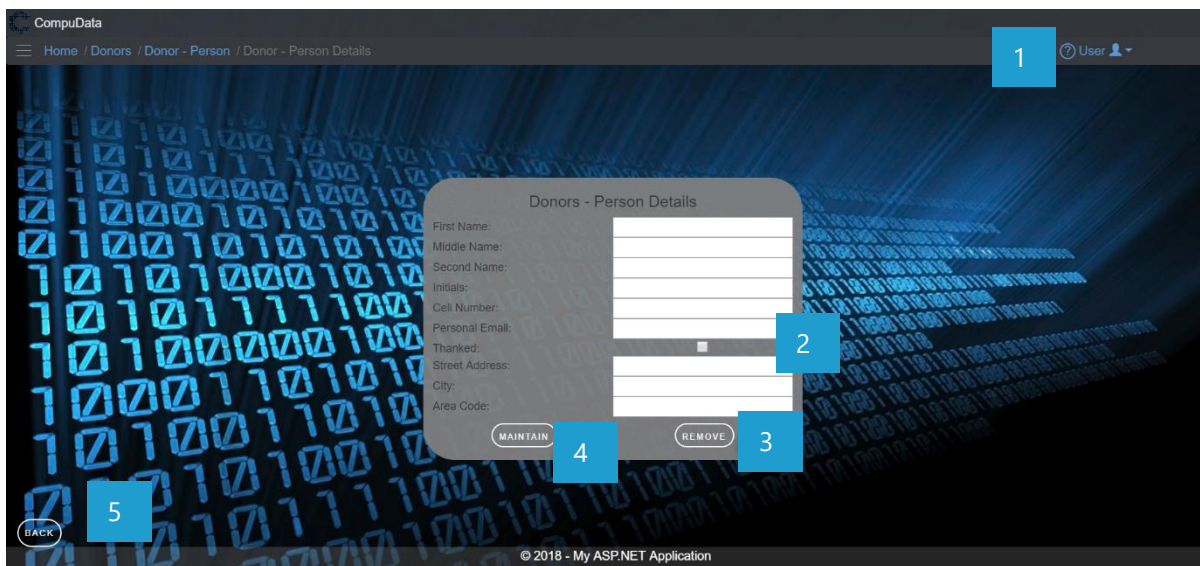 CompuData
Home / Donors / Donor - Person / Donor - Person Details
1
User
Donors - Person Details
First Name:
Middle Name:
Second Name:
Initials:
Cell Number:
Personal Email:
2
Thanked:
Street Address:
City:
Area Code:
MAINTAIN
4
REMOVE
3
5
BACK
© 2018 - My ASP.NET Application